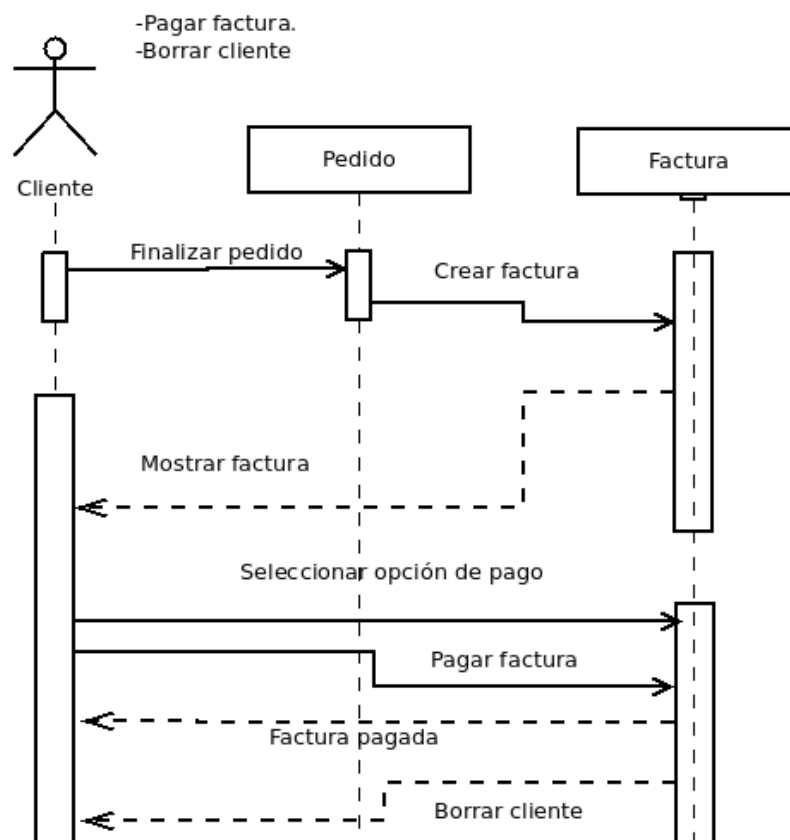 -Pagar factura.
-Borrar cliente
Pedido
Factura
Cliente
Finalizar pedido
Crear factura
Mostrar factura
Seleccionar opción de pago
Pagar factura
Factura pagada
Borrar cliente